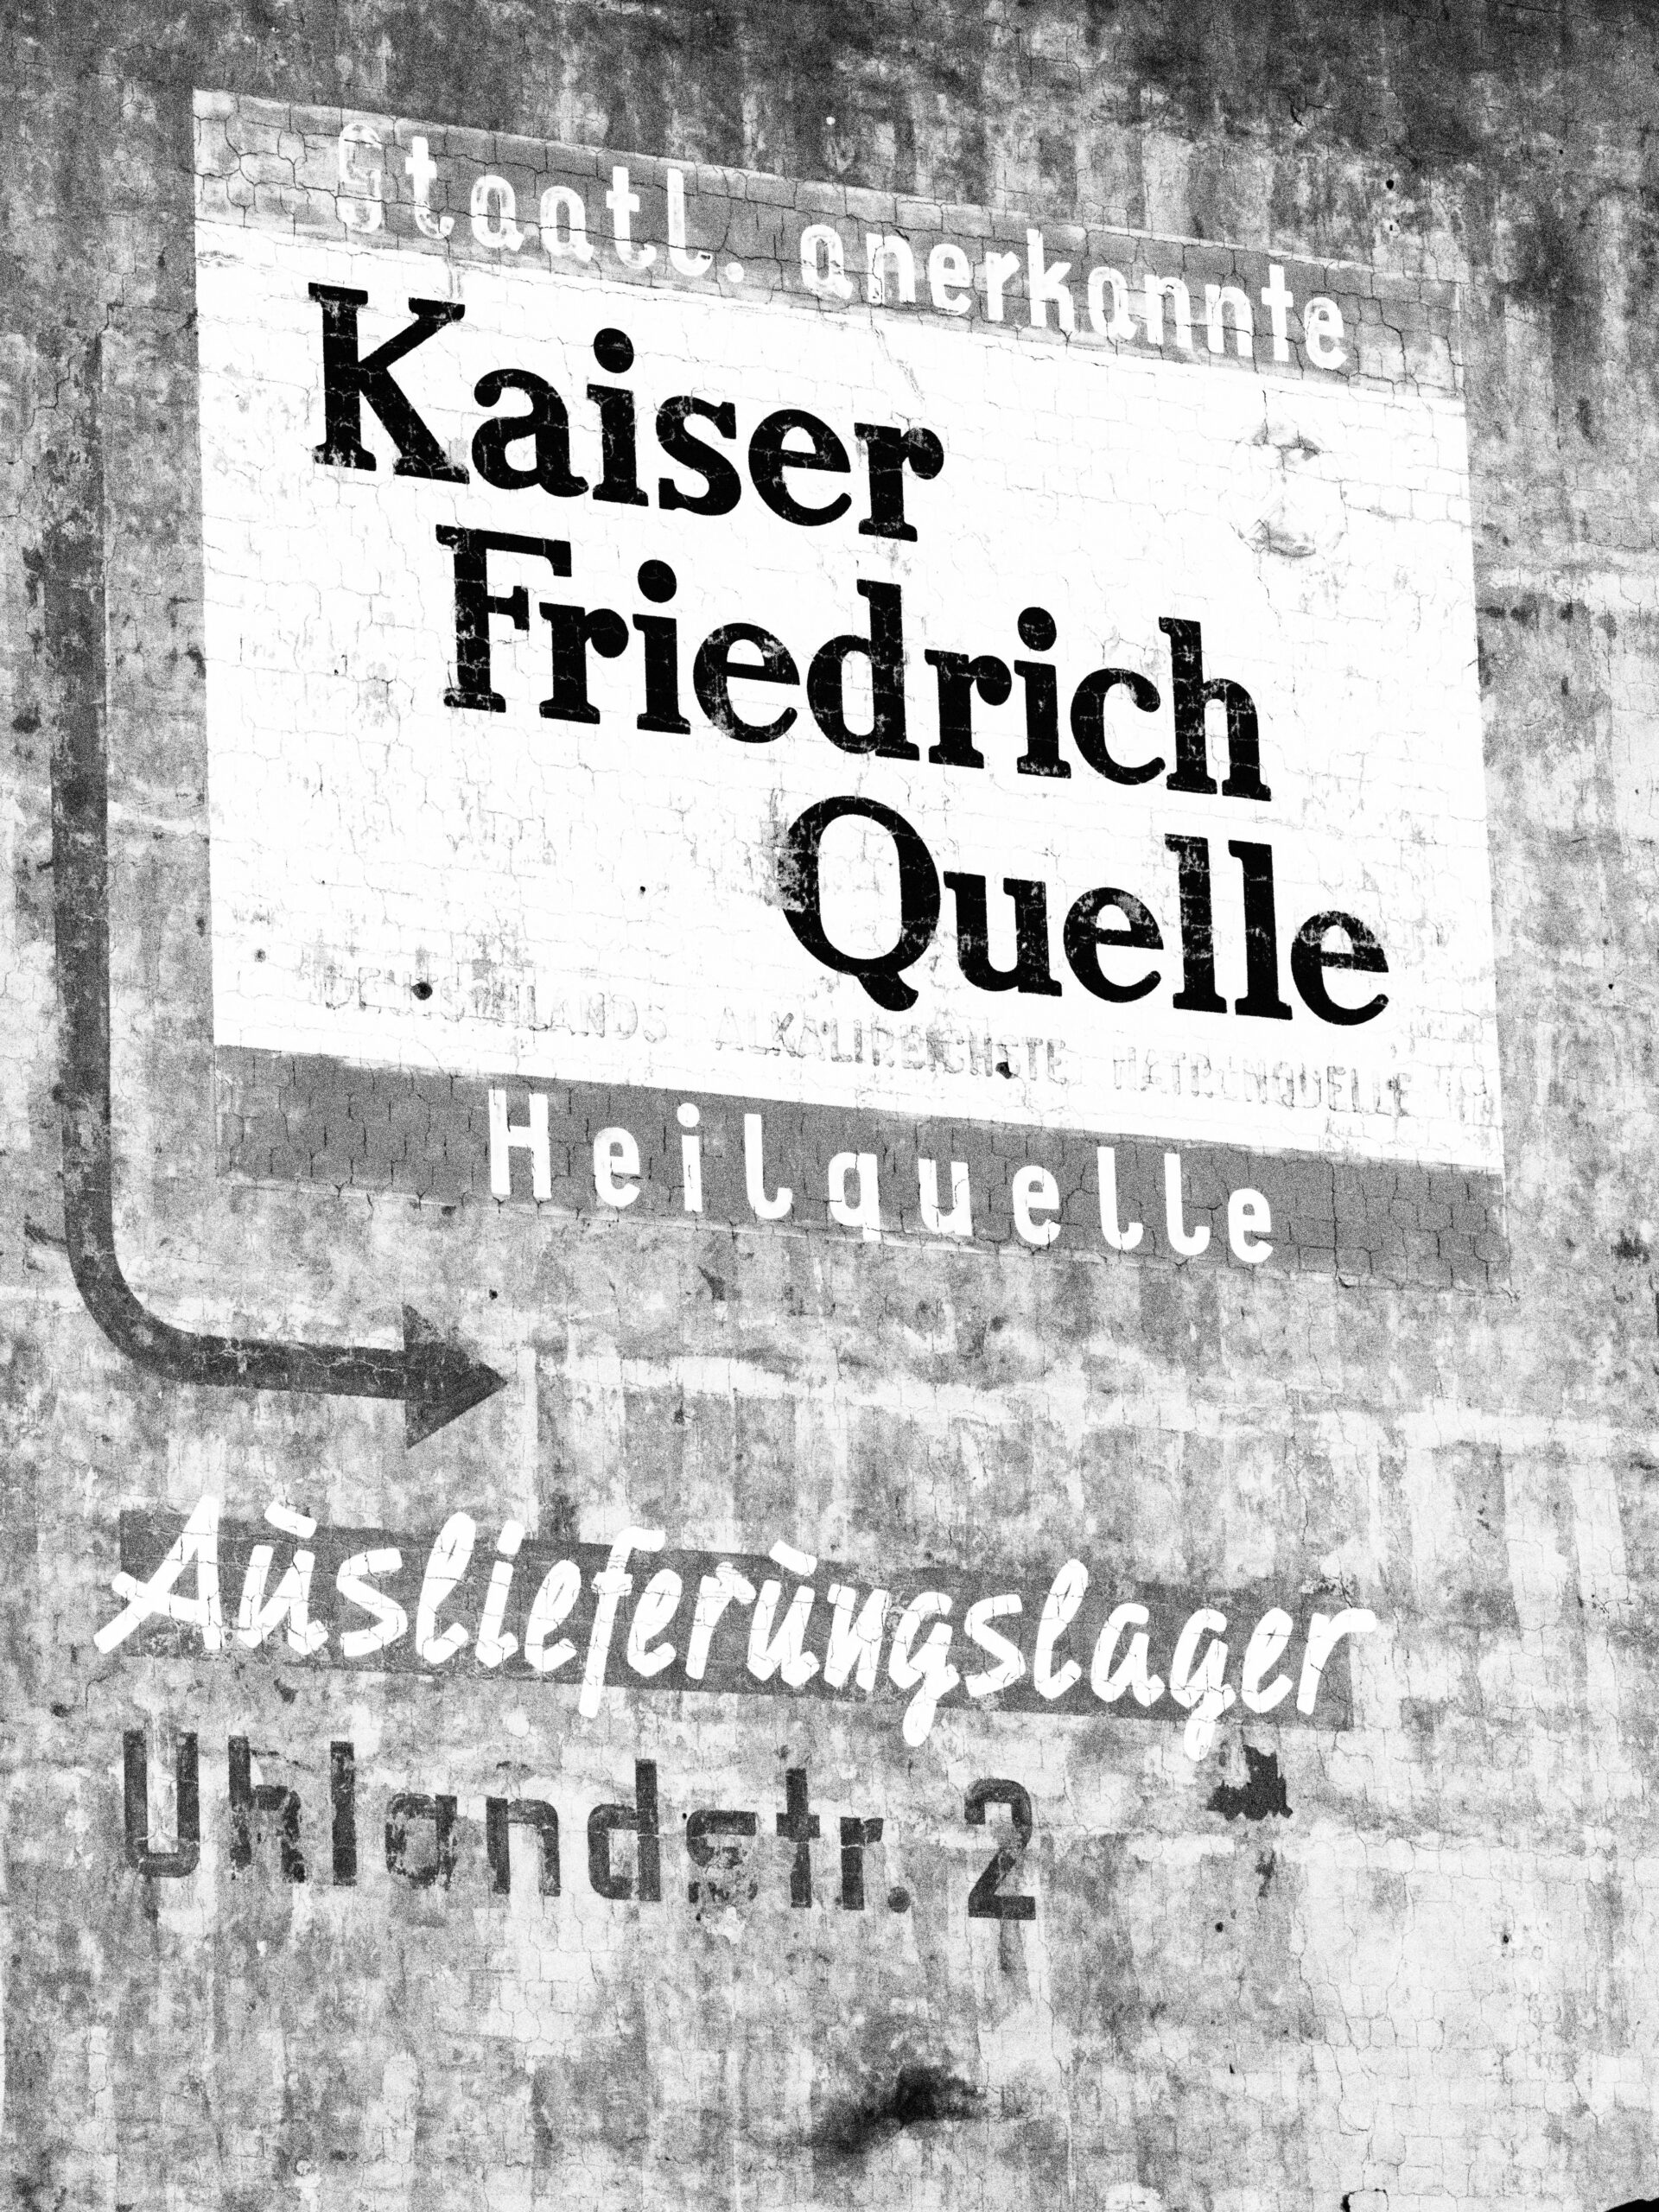 Staatl. anerkannte
Kaiser
Friedrich
Quelle
DEUTSCHLANDS ALKALIREICHSTE NATRONQUELLE
Heilquelle
Auslieferungslager
Uhlandstr. 2